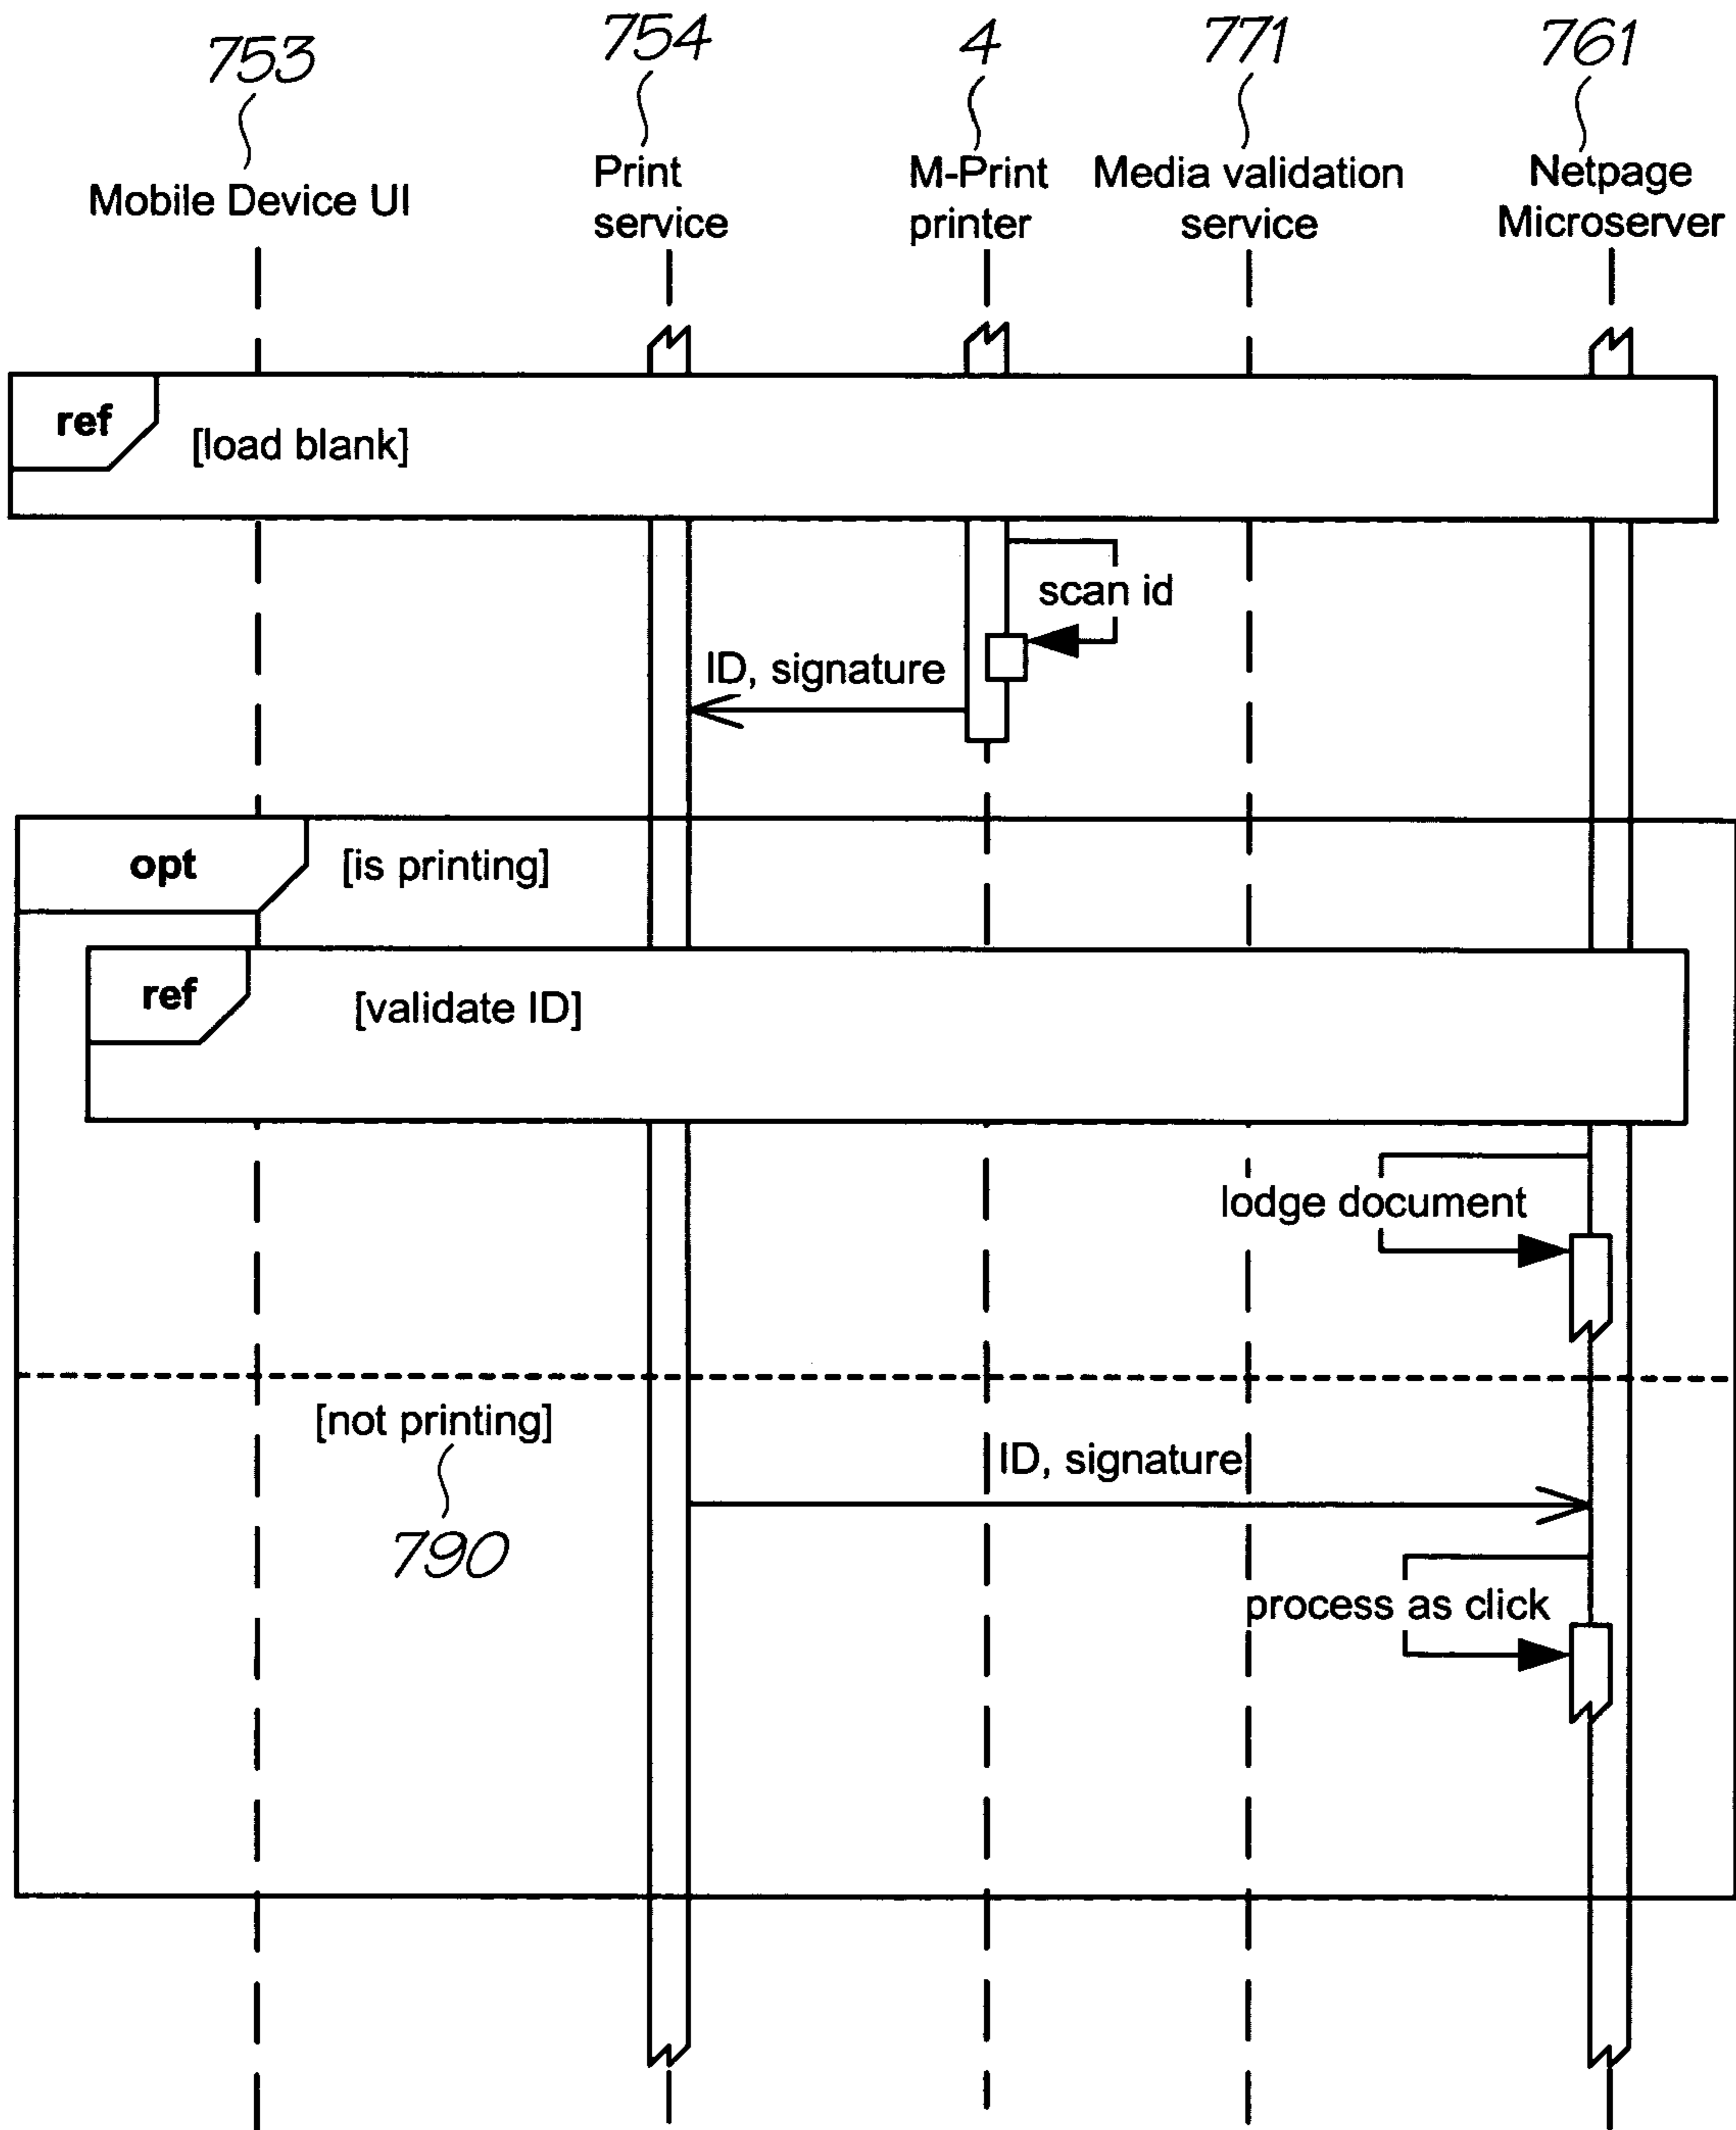 753
754
4
771
761
Mobile Device UI
Print
service
M-Print
printer
Media validation
service
Netpage
Microserver
ref
[load blank]
scan id
ID, signature
opt
[is printing]
ref
[validate ID]
lodge document
[not printing]
ID, signature
790
process as click